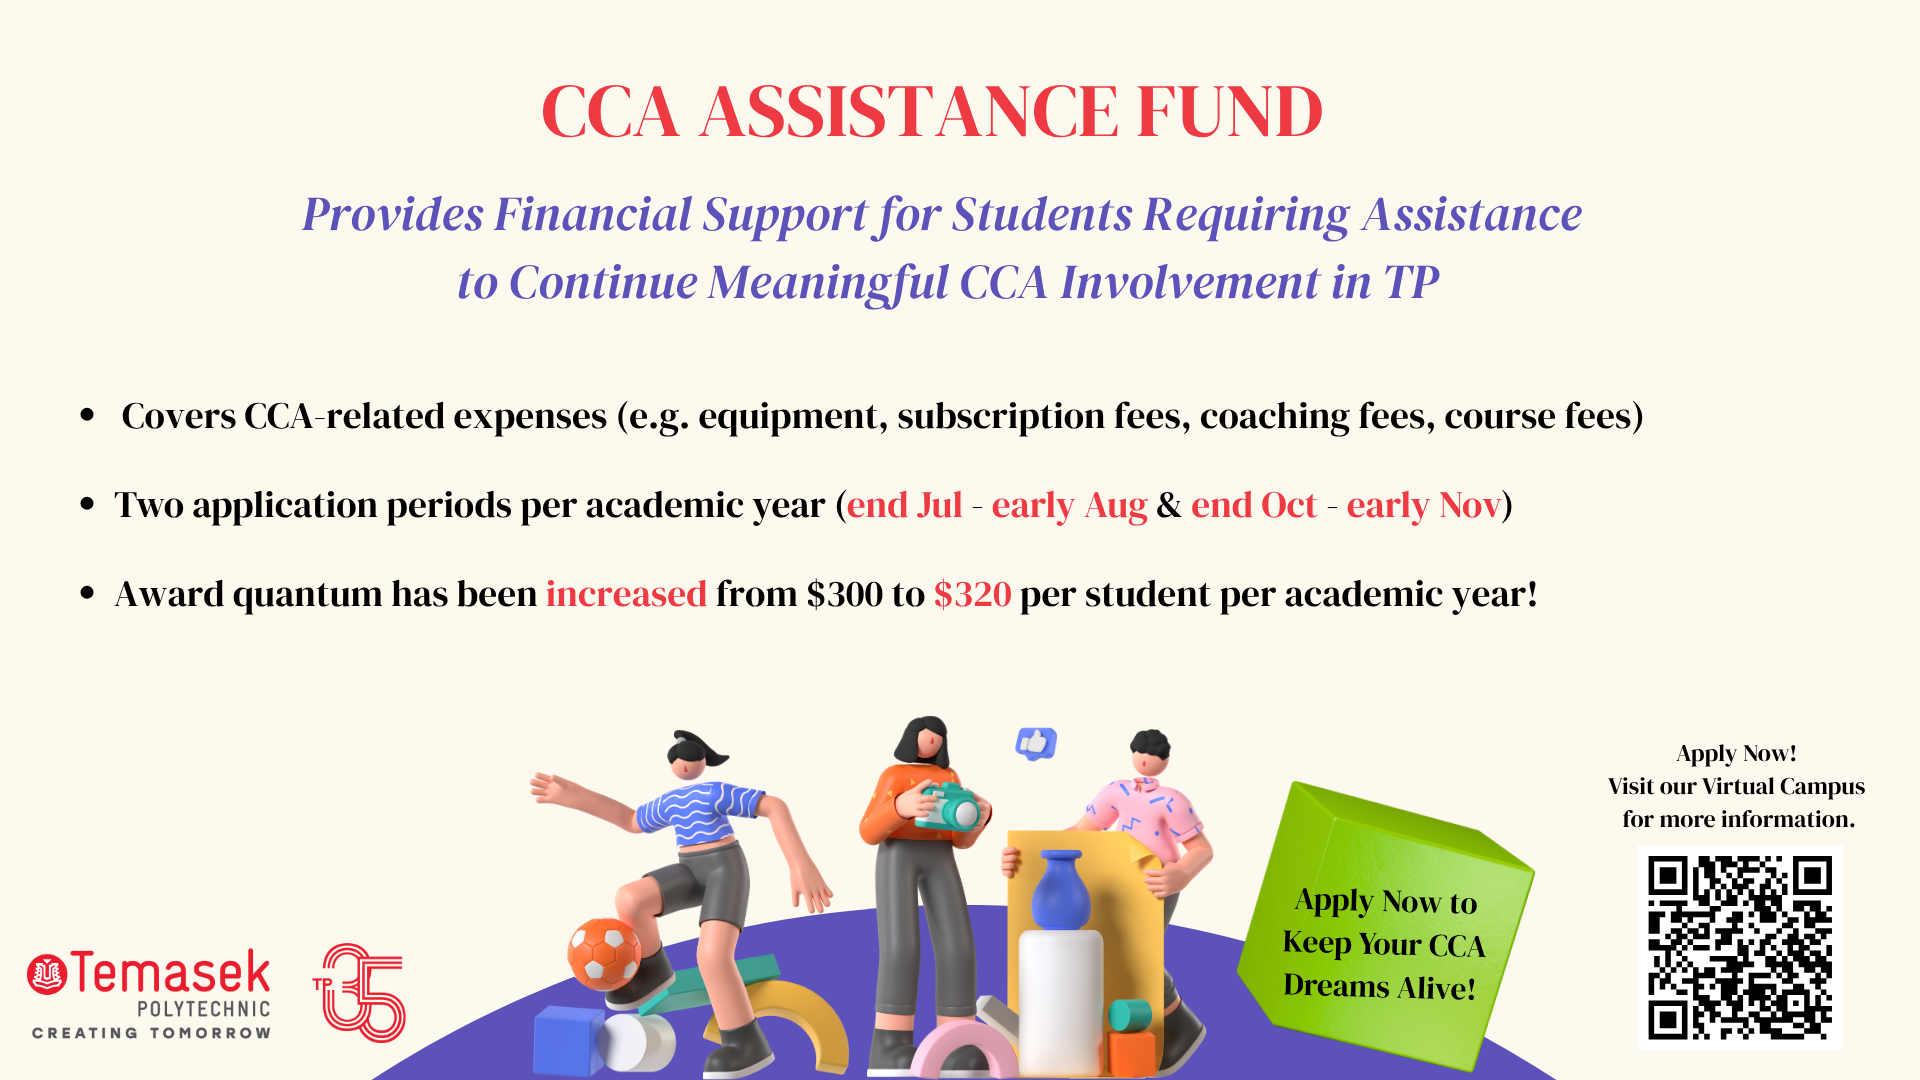 CCA ASSISTANCE FUND
Provides Financial Support for Students Requiring Assistance
to Continue Meaningful CCA Involvement in TP
• Covers CCA-related expenses (e.g. equipment, subscription fees, coaching fees, course fees)
• Two application periods per academic year (end Jul - early Aug & end Oct - early Nov)
• Award quantum has been increased from $300 to $320 per student per academic year!
Apply Now!
Visit our Virtual Campus
for more information.
Apply Now to
Keep Your CCA
Dreams Alive!
Temasek
POLYTECHNIC
CREATING TOMORROW
TP 35